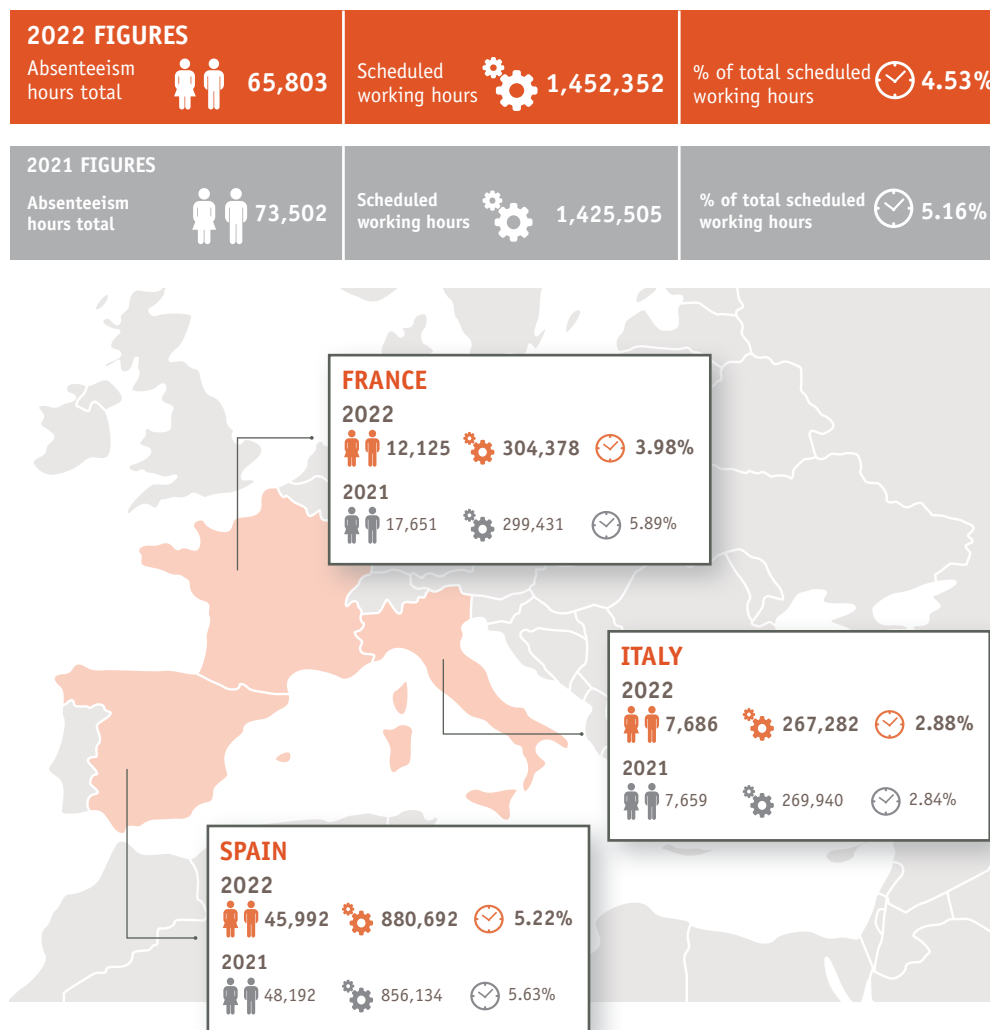 2022 FIGURES
Absenteeism
hours total
65,803
Scheduled
working hours
1,452,352
% of total scheduled
working hours
4.53%
2021 FIGURES
Absenteeism
hours total
73,502
Scheduled
working hours
1,425,505
% of total scheduled
working hours
5.16%
FRANCE
2022
12,125 304,378 3.98%
2021
17,651 299,431 5.89%
ITALY
2022
7,686 267,282 2.88%
2021
7,659 269,940 2.84%
SPAIN
2022
45,992 880,692 5.22%
2021
48,192 856,134 5.63%